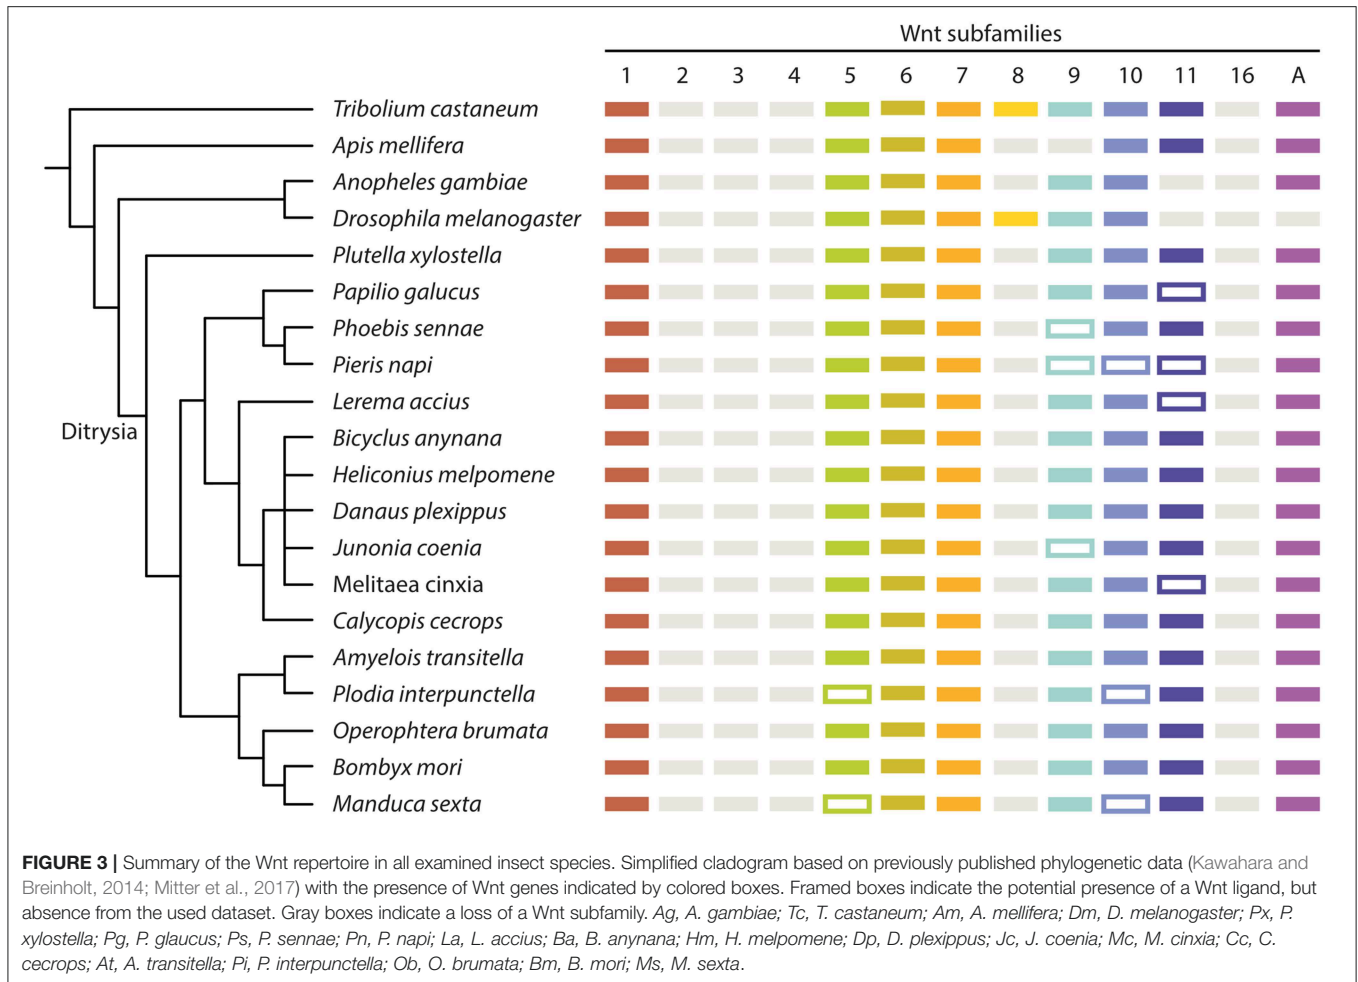 Wnt subfamilies
1 2 3 4 5 6 7 8 9 10 11 16 A
Tribolium castaneum
Apis mellifera
Anopheles gambiae
Drosophila melanogaster
Plutella xylostella
Papilio galucus
Phoebis sennae
Pieris napi
Lerema accius
Ditrysia
Bicyclus anynana
Heliconius melpomene
Danaus plexippus
Junonia coenia
Melitaea cinxia
Calycopis cecrops
Amyelois transitella
Plodia interpunctella
Operophtera brumata
Bombyx mori
Manduca sexta
FIGURE 3 | Summary of the Wnt repertoire in all examined insect species. Simplified cladogram based on previously published phylogenetic data (Kawahara and
Breinholt, 2014; Mitter et al., 2017) with the presence of Wnt genes indicated by colored boxes. Framed boxes indicate the potential presence of a Wnt ligand, but
absence from the used dataset. Gray boxes indicate a loss of a Wnt subfamily. Ag, A. gambiae; Tc, T. castaneum; Am, A. mellifera; Dm, D. melanogaster; Px, P.
xylostella; Pg, P. glaucus; Ps, P. sennae; Pn, P. napi; La, L. accius; Ba, B. anynana; Hm, H. melpomene; Dp, D. plexippus; Jc, J. coenia; Mc, M. cinxia; Cc, C.
cecrops; At, A. transitella; Pi, P. interpunctella; Ob, O. brumata; Bm, B. mori; Ms, M. sexta.